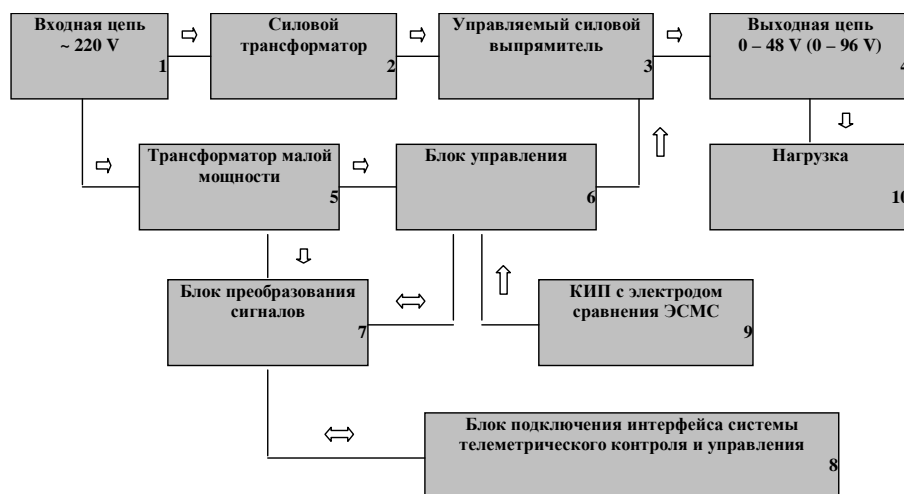 Входная цепь
~ 220 V
1
Силовой
трансформатор
2
Управляемый силовой
выпрямитель
3
Выходная цепь
0 – 48 V (0 – 96 V)
4
Трансформатор малой
мощности
5
Блок управления
6
Нагрузка
10
Блок преобразования
сигналов
7
КИП с электродом
сравнения ЭСМС
9
Блок подключения интерфейса системы
телеметрического контроля и управления
8